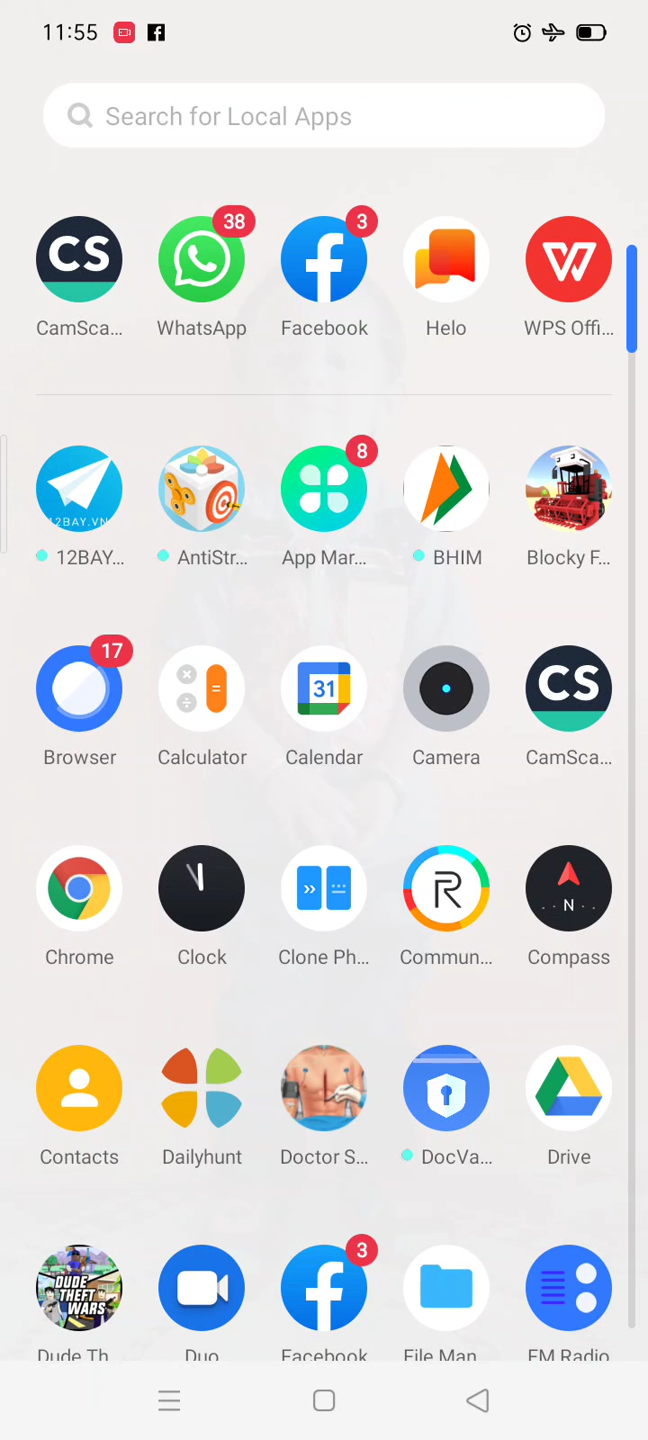 11:55
Search for Local Apps
CS
38
3
W
CamSca...
WhatsApp
Facebook
Helo
WPS Offi...
8
12BAY.VN
12BAY...
AntiStr...
App Mar...
BHIM
Blocky F...
17
31
CS
Browser
Calculator
Calendar
Camera
CamSca...
R
N
Chrome
Clock
Clone Ph...
Commun...
Compass
Contacts
Dailyhunt
Doctor S...
DocVa...
Drive
3
DUDE
THEFT
WARS
Dude Th...
Duo
Facebook
File Man...
FM Radio